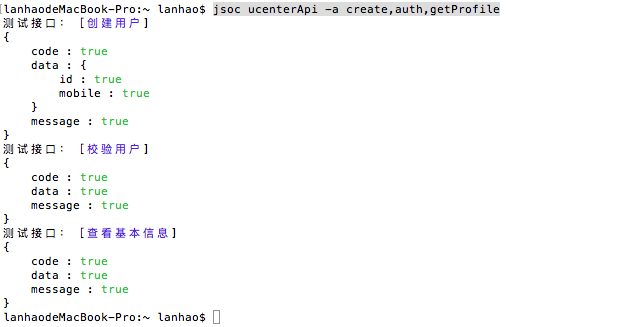 lanhaodeMacBook-Pro:~ lanhao$ jsoc ucenterApi -a create,auth,getProfile
测试接口： [创建用户]
{
    code : true
    data : {
        id : true
        mobile : true
    }
    message : true
}
测试接口： [校验用户]
{
    code : true
    data : true
    message : true
}
测试接口： [查看基本信息]
{
    code : true
    data : true
    message : true
}
lanhaodeMacBook-Pro:~ lanhao$